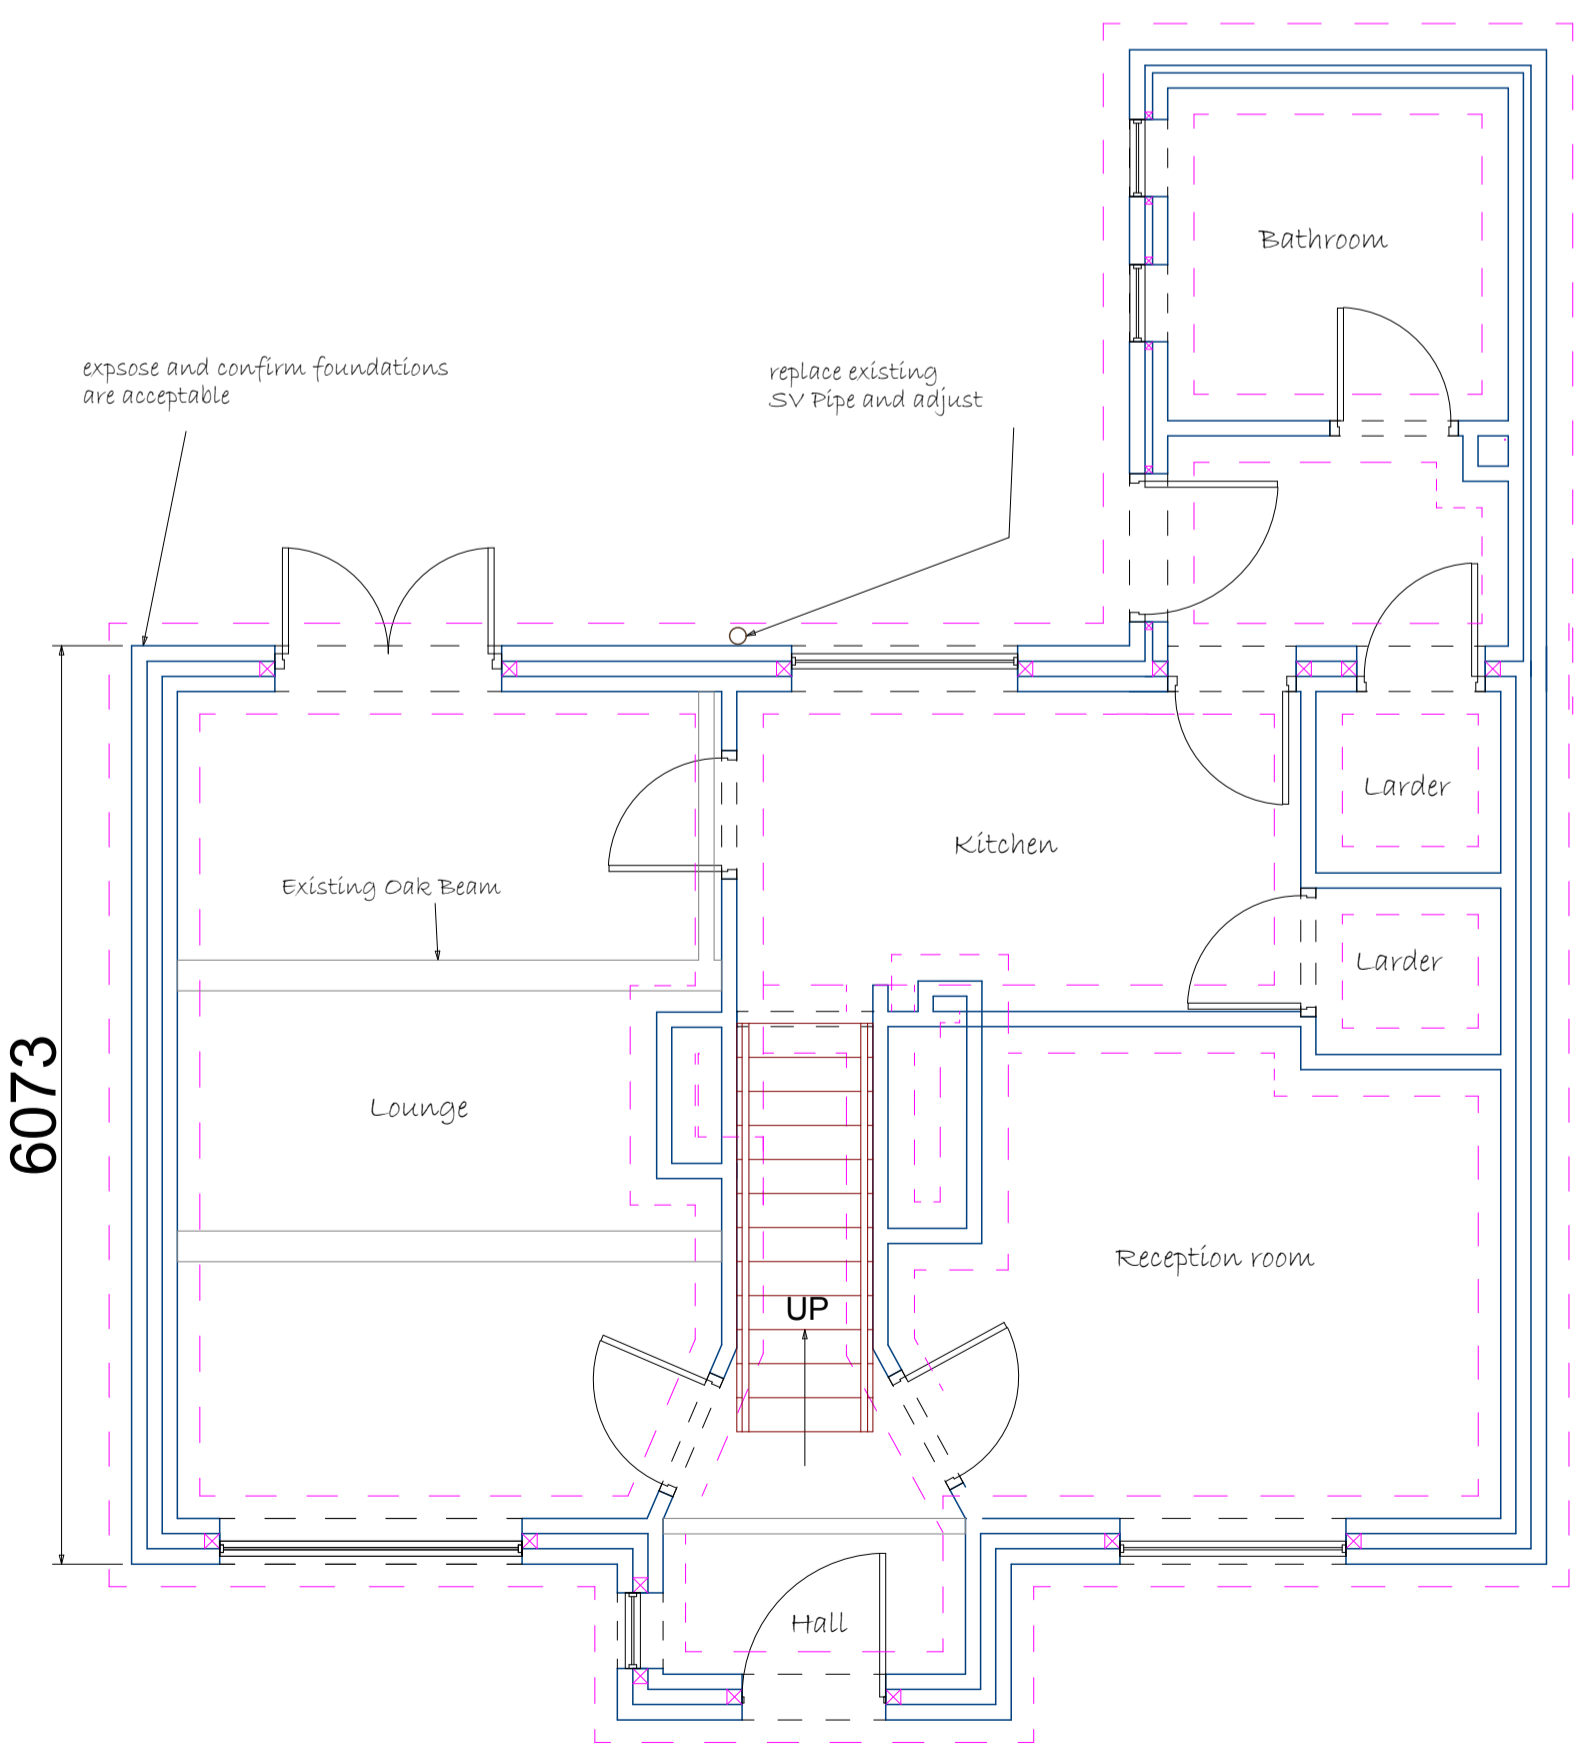 Bathroom
expsose and confirm foundations
are acceptable
replace existing
SV Pipe and adjust
Larder
Kitchen
Existing Oak Beam
Larder
6073
Lounge
Reception room
UP
Hall